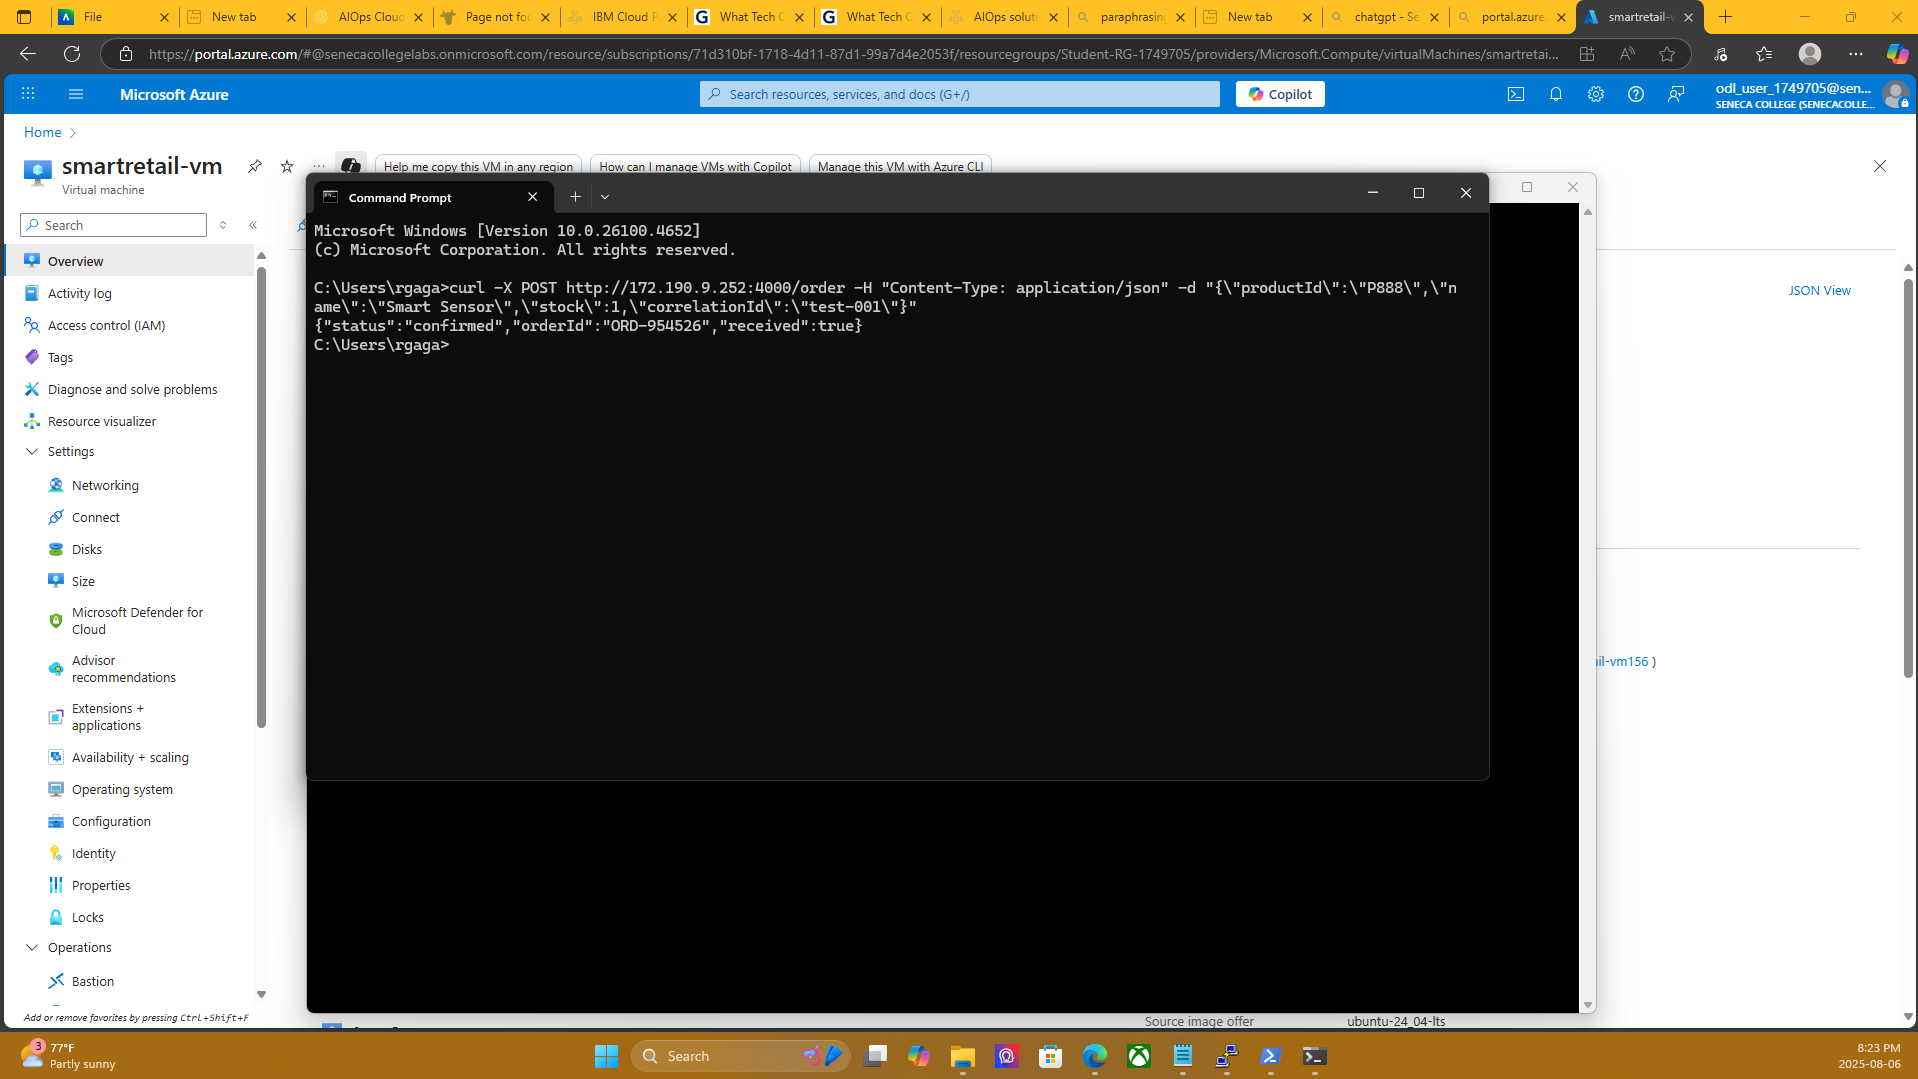 File
New tab
AIOps Cloud
Page not fou
IBM Cloud P
What Tech C
What Tech C
AIOps soluti
paraphrasing
New tab
chatgpt - Se
portal.azure.
smartretail-v
https://portal.azure.com/#@senecacollegelabs.onmicrosoft.com/resource/subscriptions/71d310bf-1718-4d11-87d1-99a7d4e2053f/resourcegroups/Student-RG-1749705/providers/Microsoft.Compute/virtualMachines/smartretai...
Microsoft Azure
Search resources, services, and docs (G+/)
Copilot
odl_user_1749705@sen...
SENECA COLLEGE (SENECACOLLE...
Home
smartretail-vm
Virtual machine
Help me copy this VM in any region
How can I manage VMs with Copilot
Manage this VM with Azure CLI
Search
Overview
Activity log
Access control (IAM)
Tags
Diagnose and solve problems
Resource visualizer
Settings
Networking
Connect
Disks
Size
Microsoft Defender for
Cloud
Advisor
recommendations
Extensions +
applications
Availability + scaling
Operating system
Configuration
Identity
Properties
Locks
Operations
Bastion
Add or remove favorites by pressing Ctrl+Shift+F
Command Prompt
Microsoft Windows [Version 10.0.26100.4652]
(c) Microsoft Corporation. All rights reserved.
C:\Users\rgaga>curl -X POST http://172.190.9.252:4000/order -H "Content-Type: application/json" -d "{\"productId\":\"P888\",\"n
ame\":\"Smart Sensor\",\"stock\":1,\"correlationId\":\"test-001\"}"
{"status":"confirmed","orderId":"ORD-954526","received":true}
C:\Users\rgaga>
JSON View
il-vm156 )
Source image offer
ubuntu-24_04-lts
3
77°F
Partly sunny
Search
8:23 PM
2025-08-06